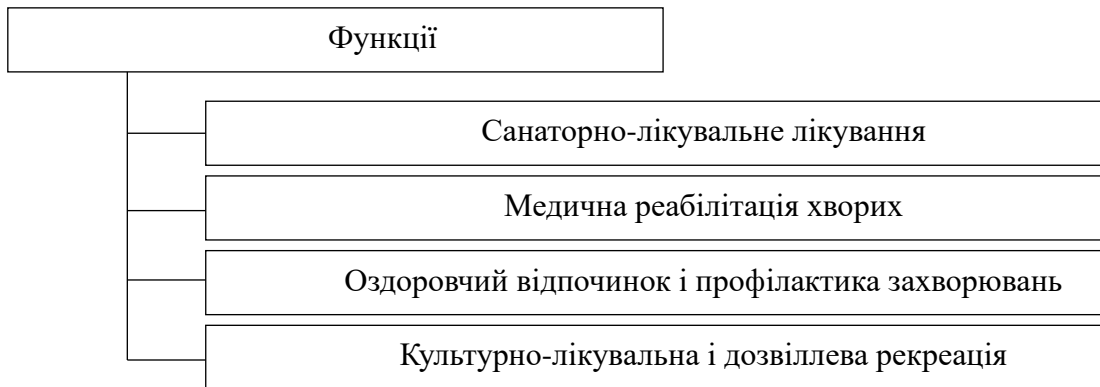 Функції
Санаторно-лікувальне лікування
Медична реабілітація хворих
Оздоровчий відпочинок і профілактика захворювань
Культурно-лікувальна і дозвіллева рекреація